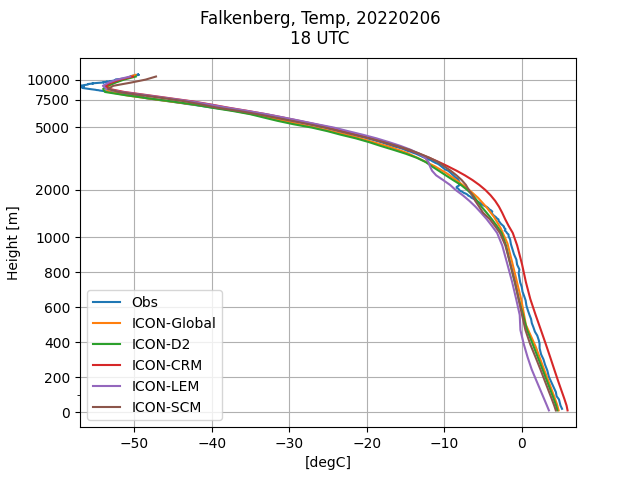 Falkenberg, Temp, 20220206
18 UTC
Height [m]
10000
7500
5000
2000
1000
800
600
400
200
0
Obs
ICON-Global
ICON-D2
ICON-CRM
ICON-LEM
ICON-SCM
−50
−40
−30
−20
−10
0
[degC]